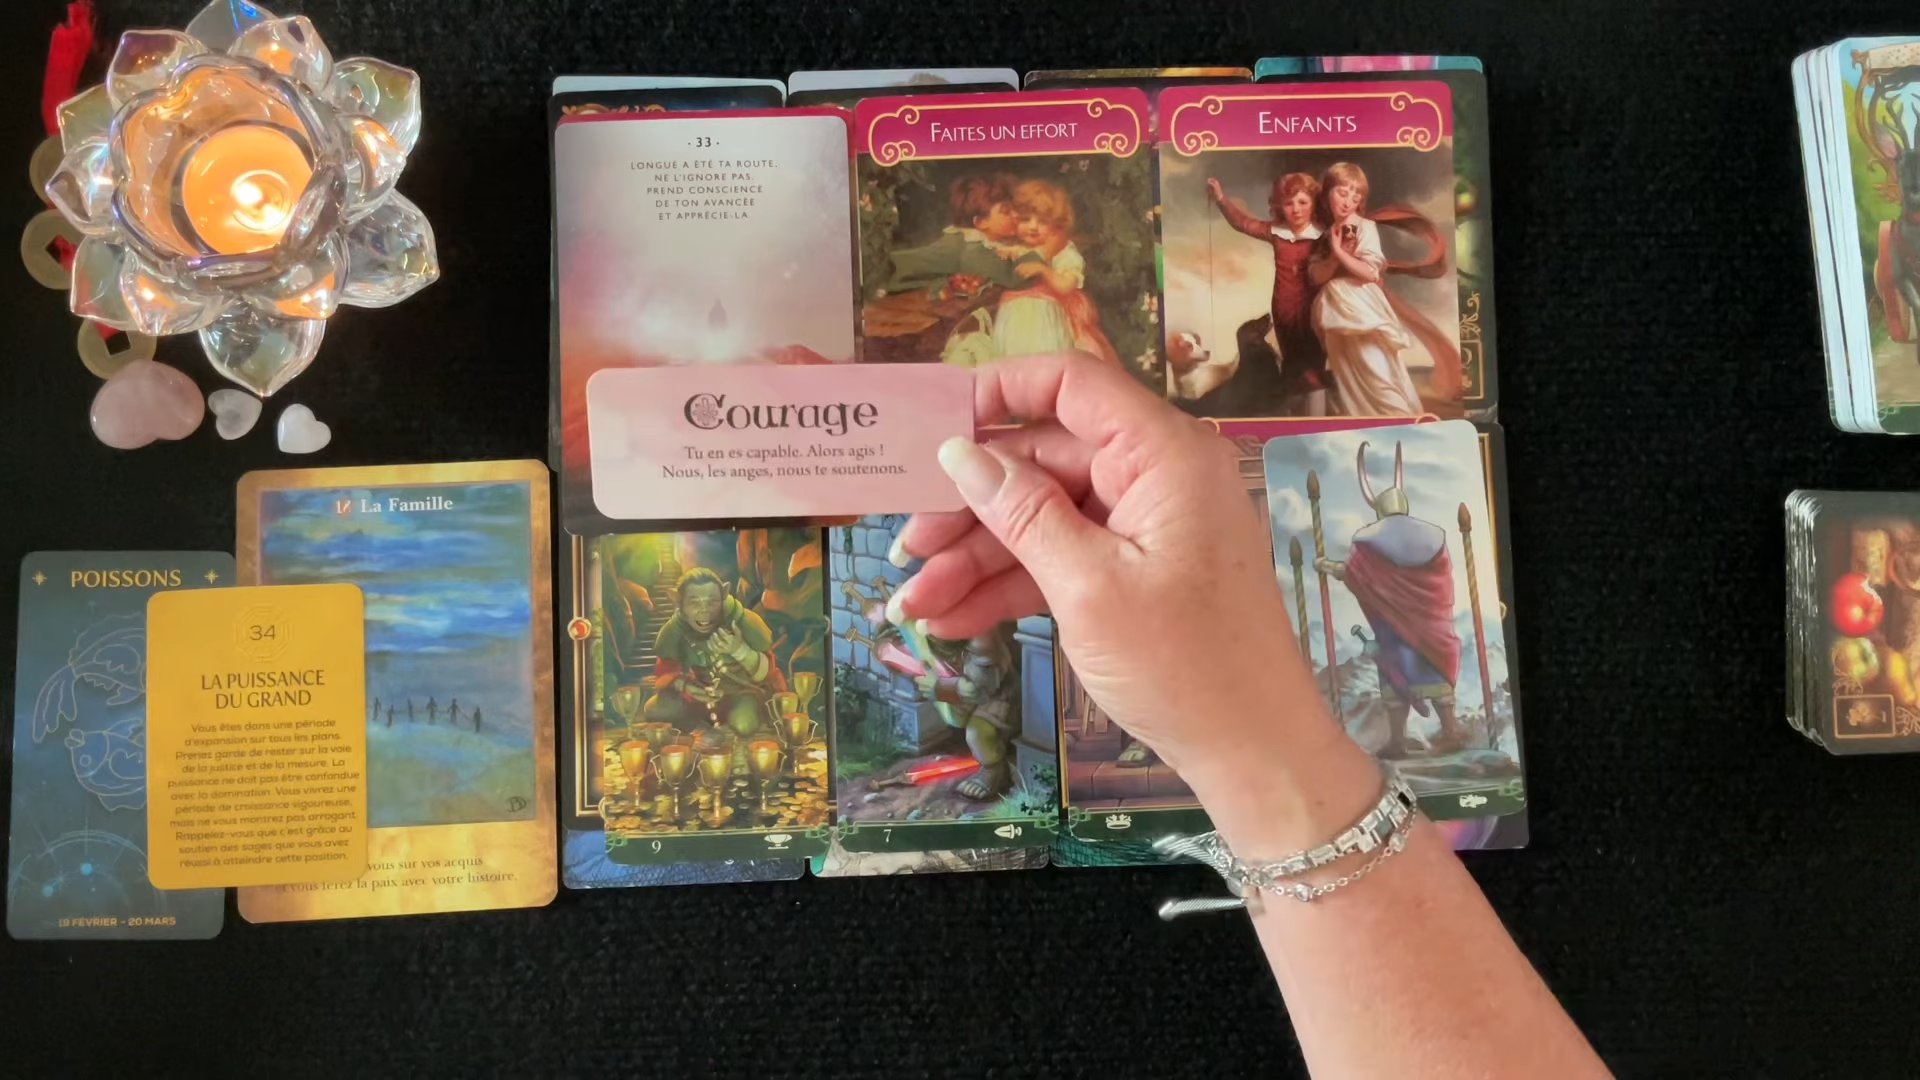 · 33 ·
LONGUE A ÉTÉ TA ROUTE,
NE L'IGNORE PAS.
PREND CONSCIENCE
DE TON AVANCÉE
ET APPRÉCIE-LA
FAITES UN EFFORT
ENFANTS
Courage
Tu en es capable. Alors agis !
Nous, les anges, nous te soutenons.
La Famille
vous sur vos acquis
et vous ferez la paix avec votre histoire.
POISSONS
19 FÉVRIER - 20 MARS
34
LA PUISSANCE
DU GRAND
Vous êtes dans une période
d'expansion sur tous les plans.
Prenez garde de rester sur la voie
de la justice et de la mesure. La
puissance ne doit pas être confondue
avec la domination. Vous vivrez une
période de croissance vigoureuse,
mais ne vous montrez pas arrogant.
Rappelez-vous que c'est grâce au
soutien des sages que vous avez
réussi à atteindre cette position.
9
7